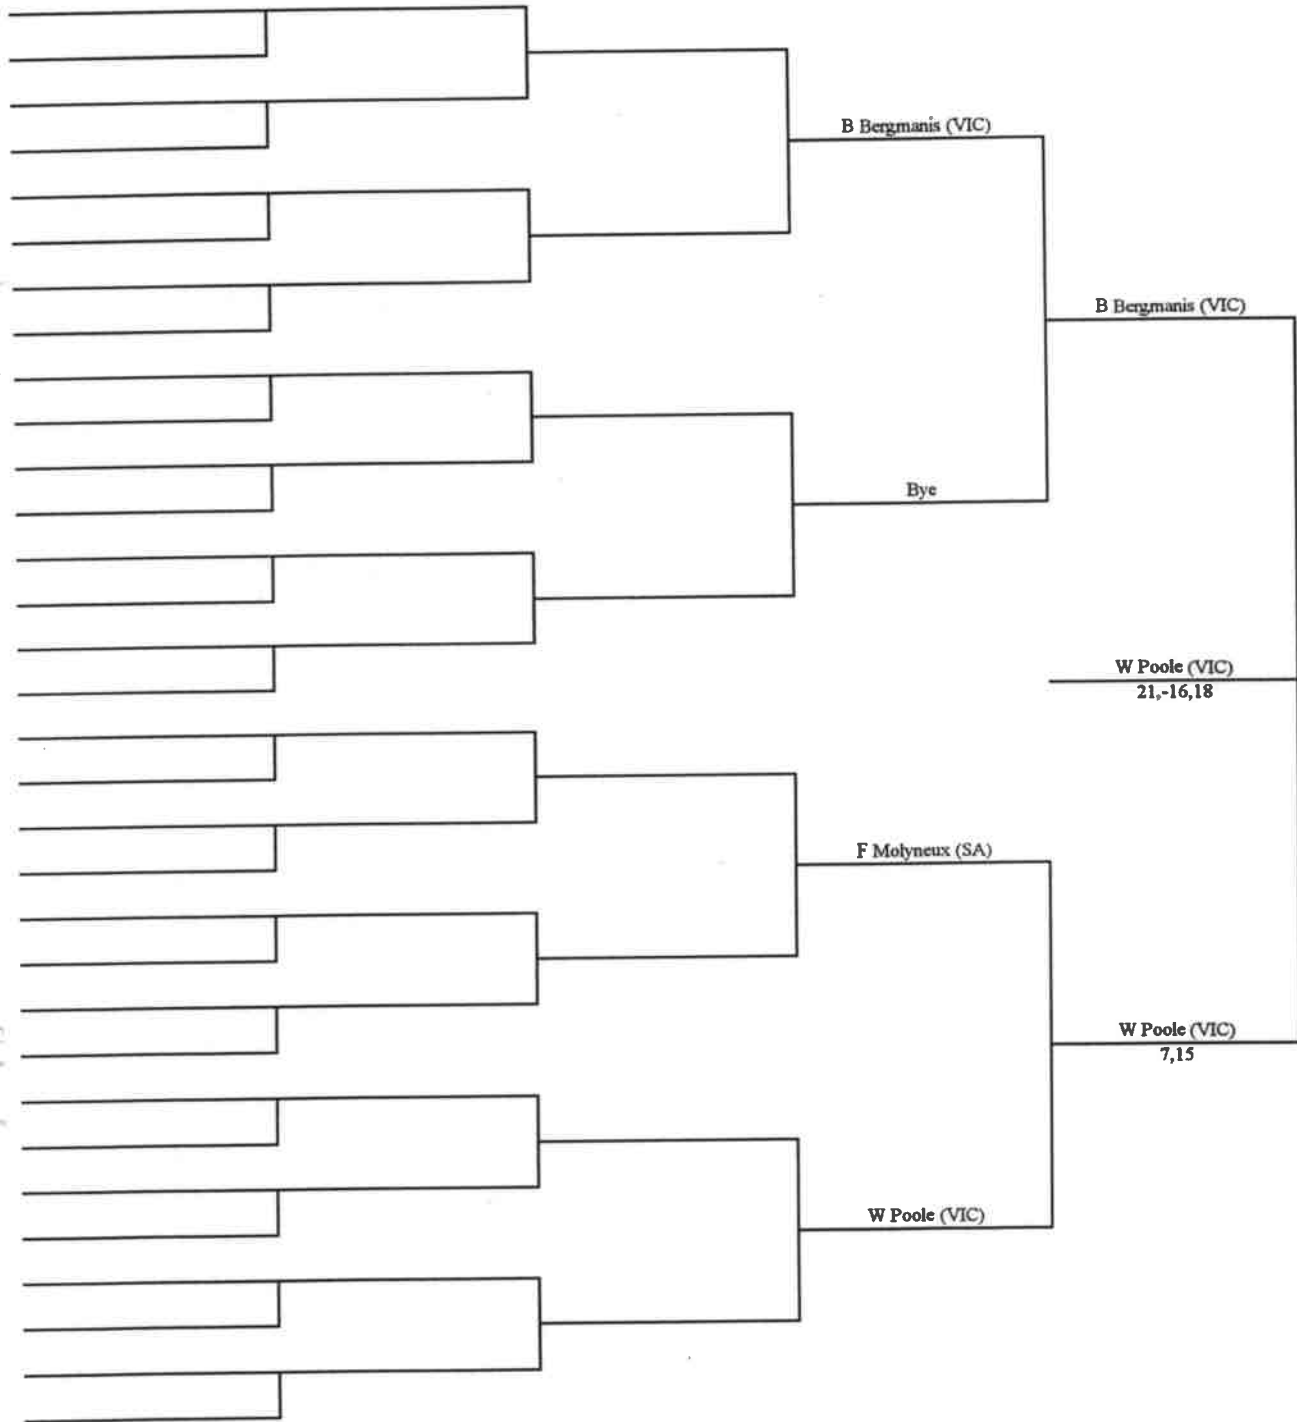 B Bergmanis (VIC)
B Bergmanis (VIC)
Bye
W Poole (VIC)
21,-16,18
F Molyneux (SA)
W Poole (VIC)
7,15
W Poole (VIC)